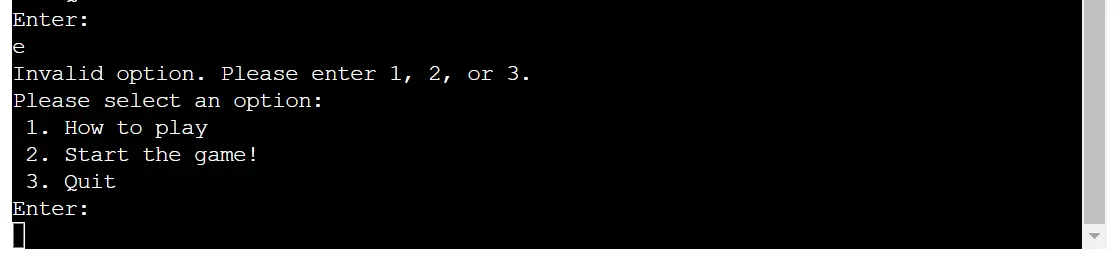 Enter:
e
Invalid option. Please enter 1, 2, or 3.
Please select an option:
1. How to play
2. Start the game!
3. Quit
Enter: